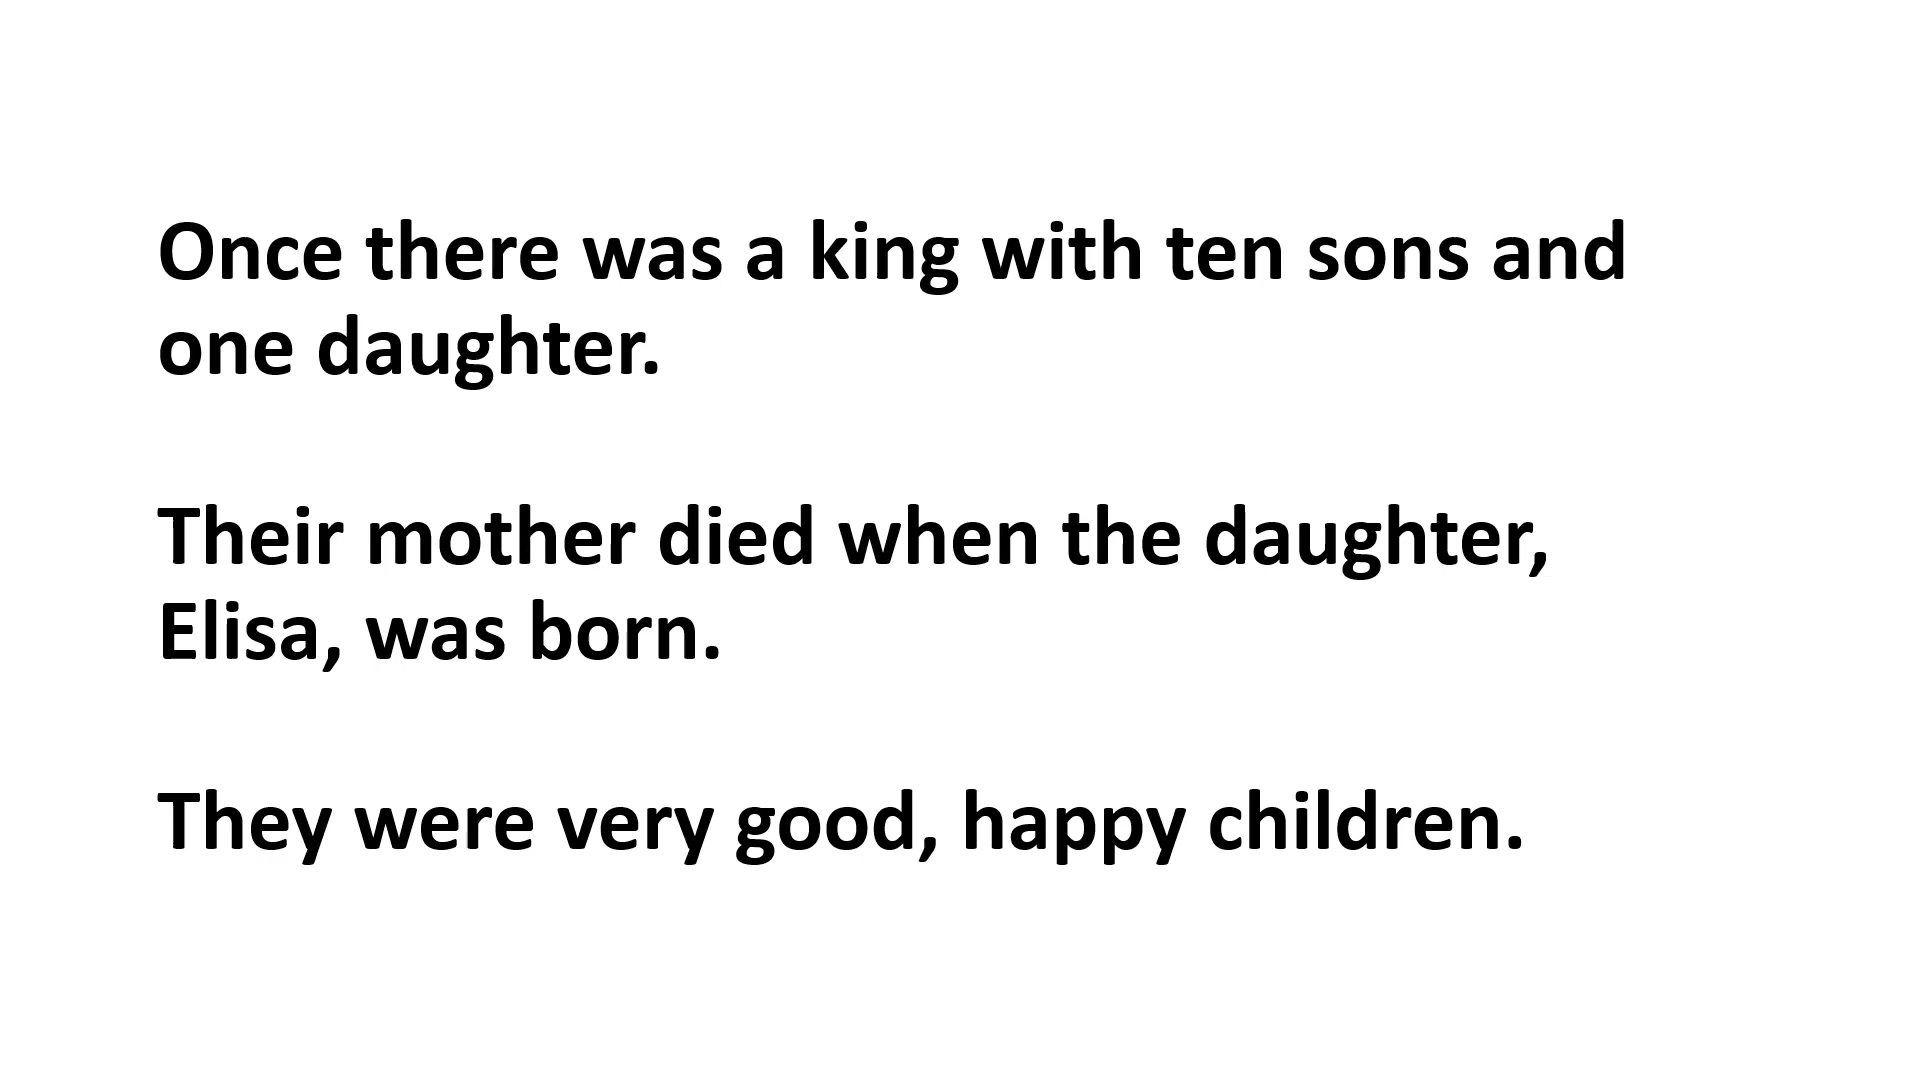 Once there was a king with ten sons and
one daughter.
Their mother died when the daughter,
Elisa, was born.
They were very good, happy children.